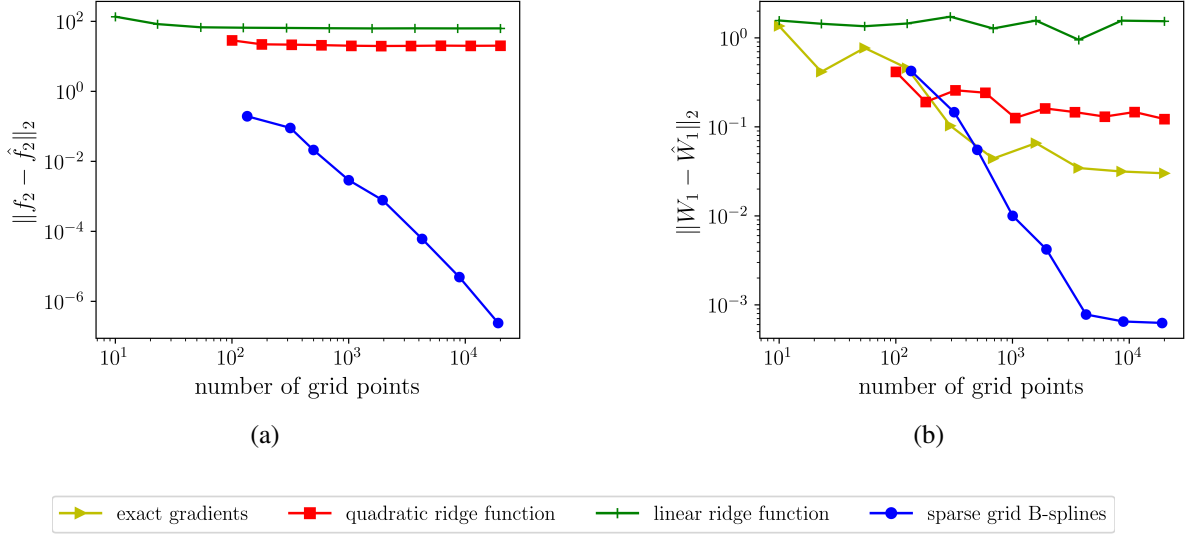 10^2
10^0
10^{-2}
10^{-4}
10^{-6}
||f_2 − \hat{f}_2||_2
10^1 10^2 10^3 10^4
number of grid points
(a)
10^0
10^{-1}
10^{-2}
10^{-3}
||W_1 − \hat{W}_1||_2
10^1 10^2 10^3 10^4
number of grid points
(b)
exact gradients quadratic ridge function linear ridge function sparse grid B-splines